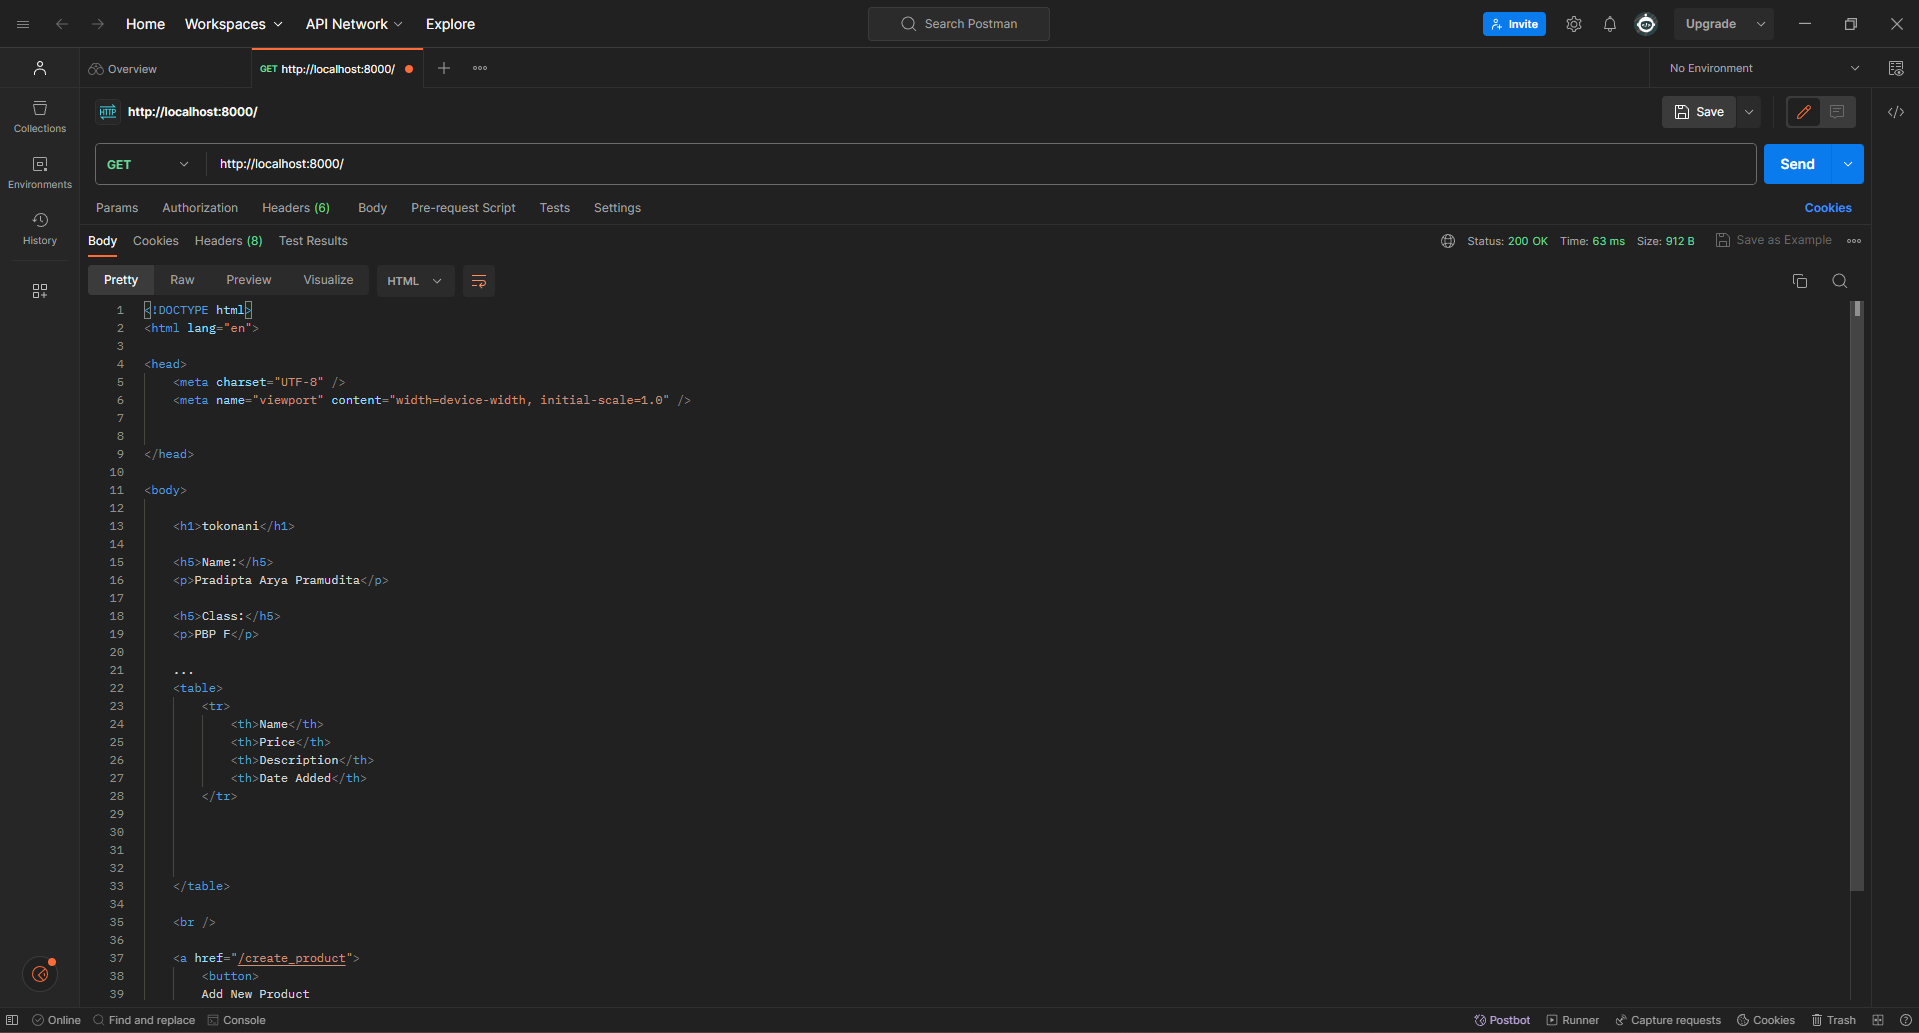 Home Workspaces API Network Explore Search Postman Invite Upgrade
Overview GET http://localhost:8000/ No Environment
HTTP http://localhost:8000/ Save
Collections
GET http://localhost:8000/ Send
Environments
Params Authorization Headers (6) Body Pre-request Script Tests Settings Cookies
History
Body Cookies Headers (8) Test Results Status: 200 OK Time: 63 ms Size: 912 B Save as Example
Pretty Raw Preview Visualize HTML
1 <!DOCTYPE html>
2 <html lang="en">
3
4 <head>
5 <meta charset="UTF-8" />
6 <meta name="viewport" content="width=device-width, initial-scale=1.0" />
7
8
9 </head>
10
11 <body>
12
13 <h1>tokonani</h1>
14
15 <h5>Name:</h5>
16 <p>Pradipta Arya Pramudita</p>
17
18 <h5>Class:</h5>
19 <p>PBP F</p>
20
21 ...
22 <table>
23 <tr>
24 <th>Name</th>
25 <th>Price</th>
26 <th>Description</th>
27 <th>Date Added</th>
28 </tr>
29
30
31
32
33 </table>
34
35 <br />
36
37 <a href="/create_product">
38 <button>
39 Add New Product
Online Find and replace Console Postbot Runner Capture requests Cookies Trash